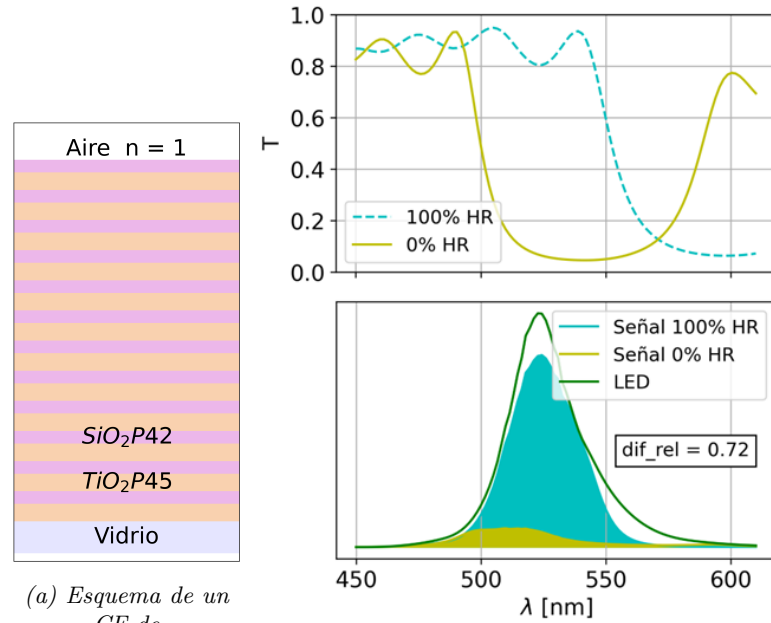 Aire n = 1
SiO₂P42
TiO₂P45
Vidrio
(a) Esquema de un
CF de
T
1.0
0.8
0.6
0.4
0.2
0.0
100% HR
0% HR
Señal 100% HR
Señal 0% HR
LED
dif_rel = 0.72
450 500 550 600
λ [nm]